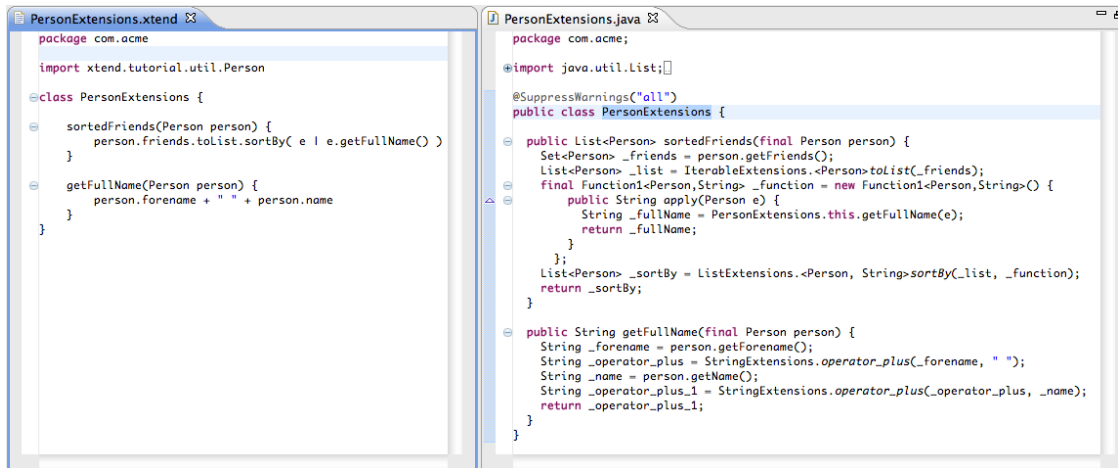 PersonExtensions.xtend
package com.acme
import xtend.tutorial.util.Person
class PersonExtensions {
sortedFriends(Person person) {
person.friends.toList.sortBy( e | e.getFullName() )
}
getFullName(Person person) {
person.forename + " " + person.name
}
}
PersonExtensions.java
package com.acme;
import java.util.List;
@SuppressWarnings("all")
public class PersonExtensions {
public List<Person> sortedFriends(final Person person) {
Set<Person> _friends = person.getFriends();
List<Person> _list = IterableExtensions.<Person>toList(_friends);
final Function1<Person,String> _function = new Function1<Person,String>() {
public String apply(Person e) {
String _fullName = PersonExtensions.this.getFullName(e);
return _fullName;
}
};
List<Person> _sortBy = ListExtensions.<Person, String>sortBy(_list, _function);
return _sortBy;
}
public String getFullName(final Person person) {
String _forename = person.getForename();
String _operator_plus = StringExtensions.operator_plus(_forename, " ");
String _name = person.getName();
String _operator_plus_1 = StringExtensions.operator_plus(_operator_plus, _name);
return _operator_plus_1;
}
}